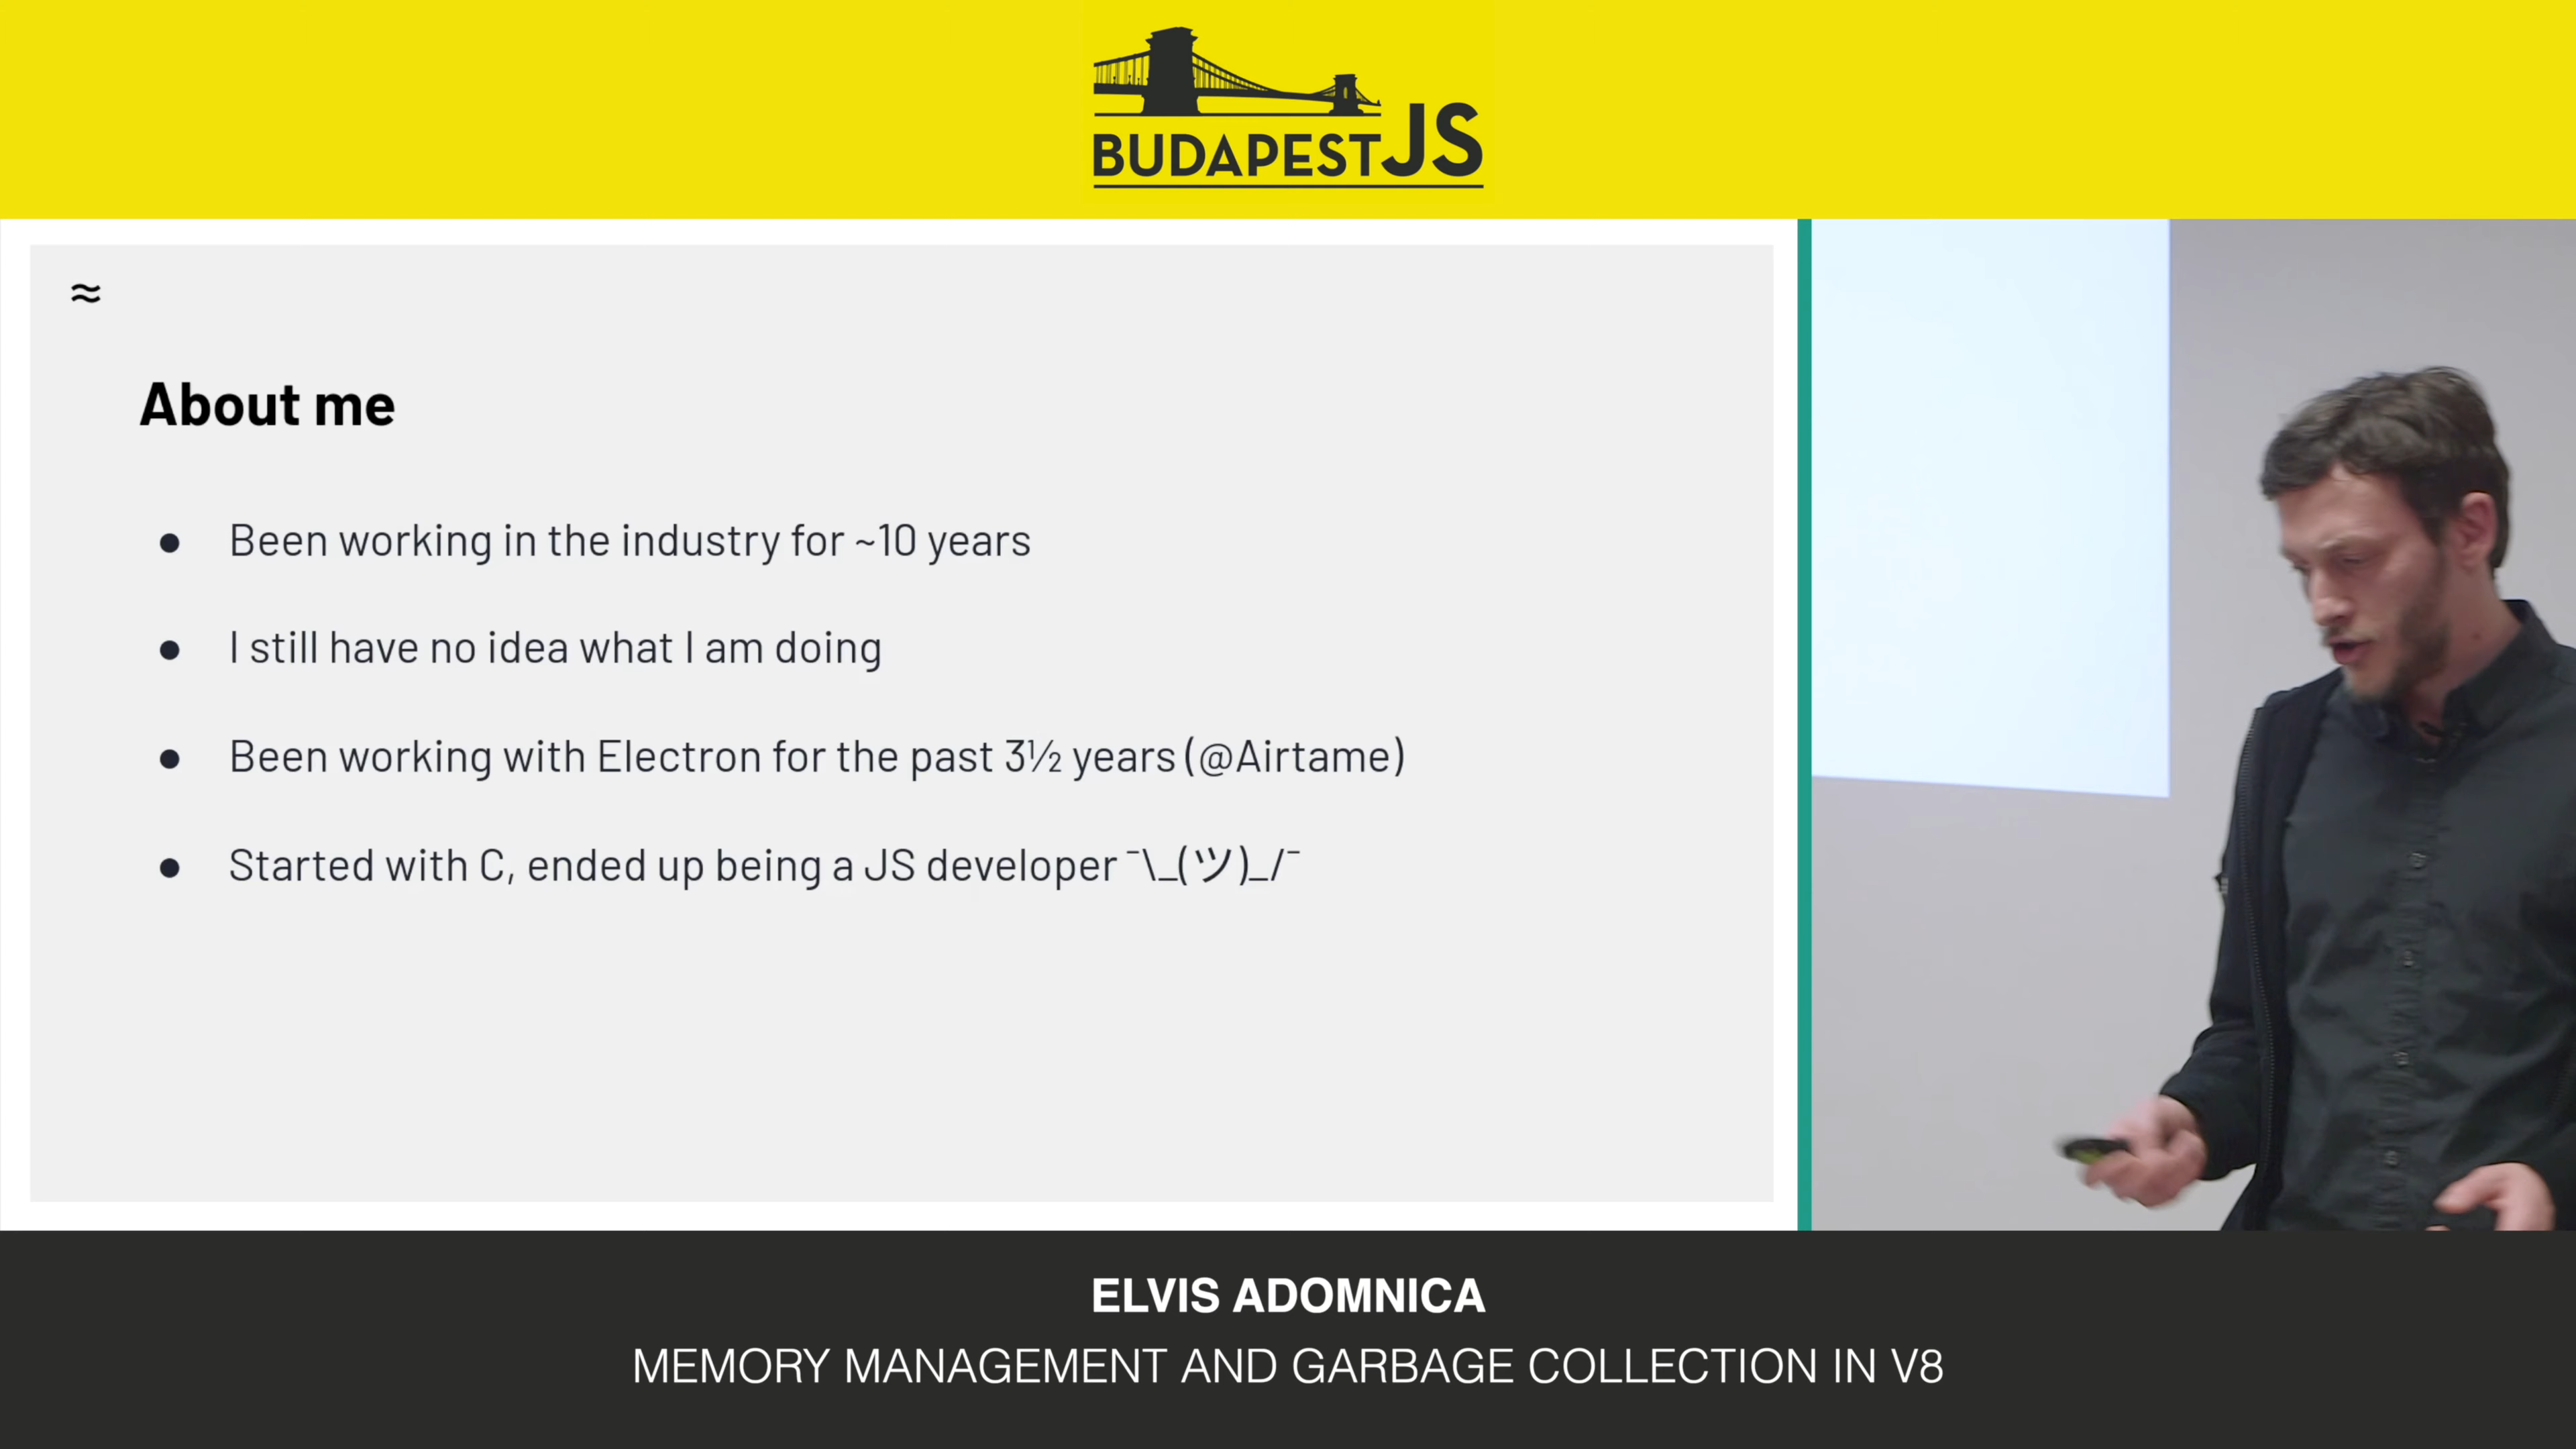 BUDAPESTJS
≈
About me
● Been working in the industry for ~10 years
● I still have no idea what I am doing
● Been working with Electron for the past 3½ years (@Airtame)
● Started with C, ended up being a JS developer ¯\_(ツ)_/¯
ELVIS ADOMNICA
MEMORY MANAGEMENT AND GARBAGE COLLECTION IN V8